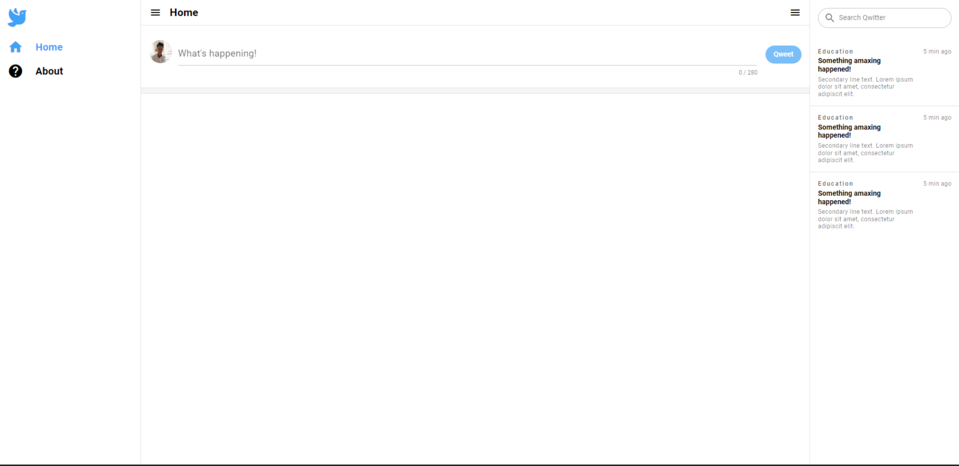 Home
About
Home
What's happening!
Qweet
0 / 280
Search Qwitter
Education
5 min ago
Something amaxing
happened!
Secondary line text. Lorem ipsum
dolor sit amet, consectetur
adipiscit elit.
Education
5 min ago
Something amaxing
happened!
Secondary line text. Lorem ipsum
dolor sit amet, consectetur
adipiscit elit.
Education
5 min ago
Something amaxing
happened!
Secondary line text. Lorem ipsum
dolor sit amet, consectetur
adipiscit elit.